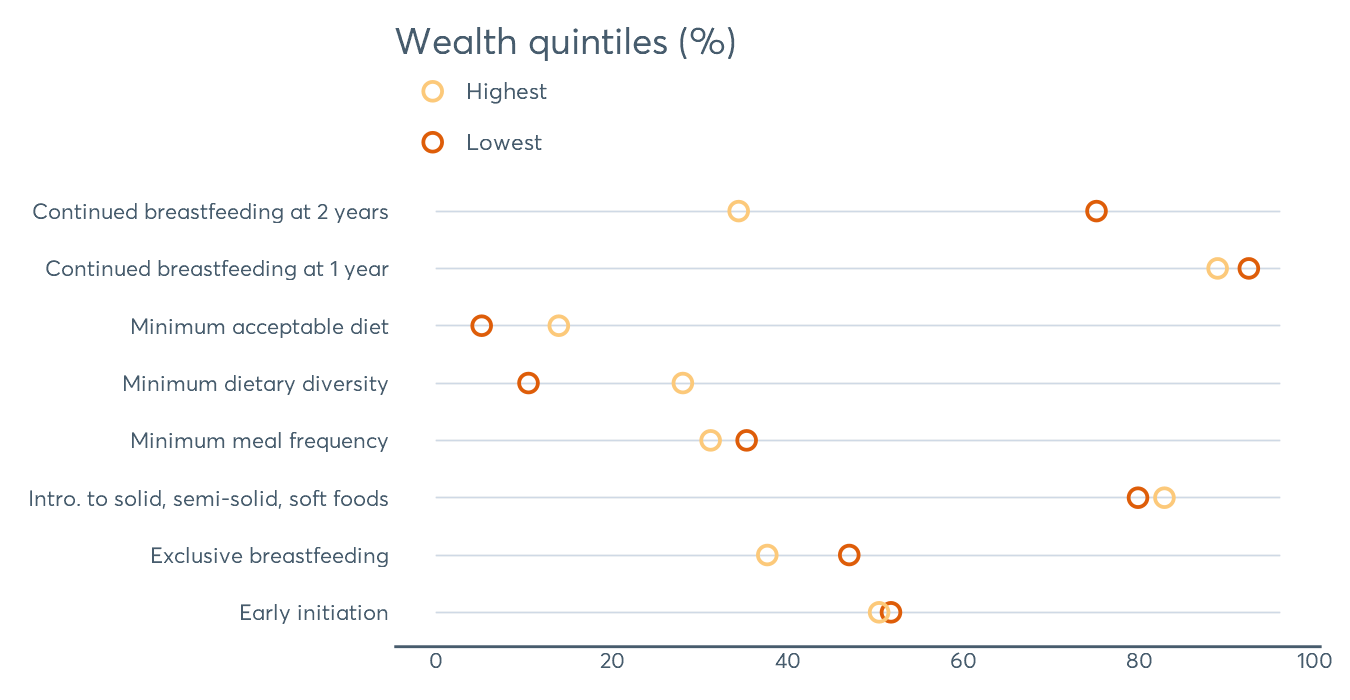 Wealth quintiles (%)
Highest
Lowest
Continued breastfeeding at 2 years
Continued breastfeeding at 1 year
Minimum acceptable diet
Minimum dietary diversity
Minimum meal frequency
Intro. to solid, semi-solid, soft foods
Exclusive breastfeeding
Early initiation
0 20 40 60 80 100